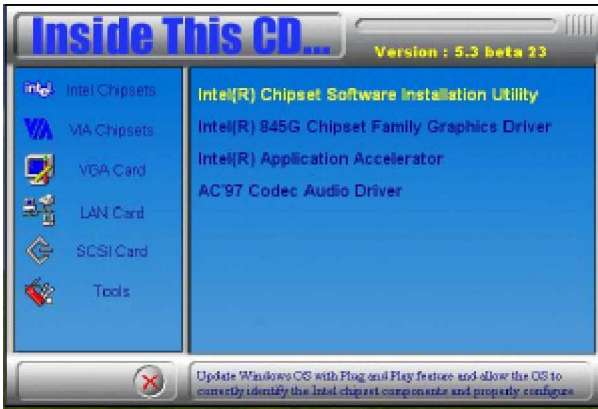 Inside This CD...
Version : 5.3 beta 23
intel Intel Chipsets
VIA VIA Chipsets
VGA Card
LAN Card
SCSI Card
Tools
Intel(R) Chipset Software Installation Utility
Intel(R) 845G Chipset Family Graphics Driver
Intel(R) Application Accelerator
AC'97 Codec Audio Driver
Update Windows OS with Plug and Play feature and allow the OS to
correctly identify the Intel chipset components and properly configure